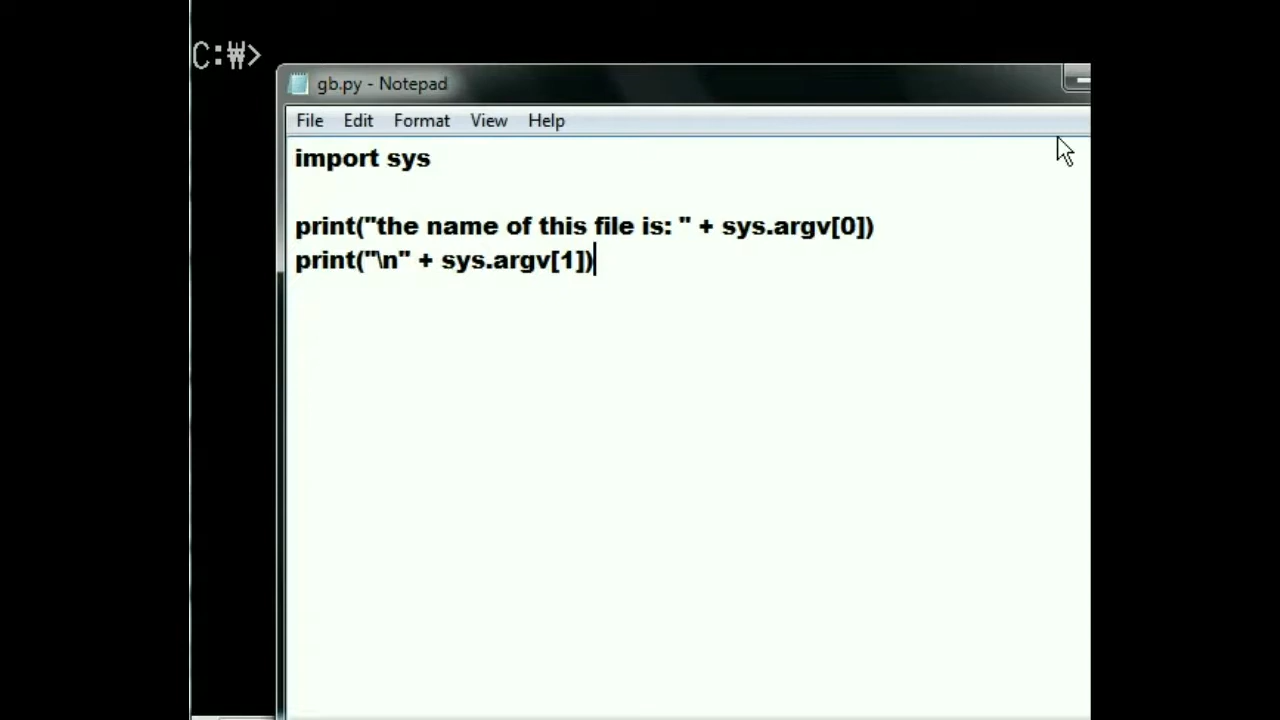 C:₩>
gb.py - Notepad
File Edit Format View Help
import sys
print("the name of this file is: " + sys.argv[0])
print("\n" + sys.argv[1])